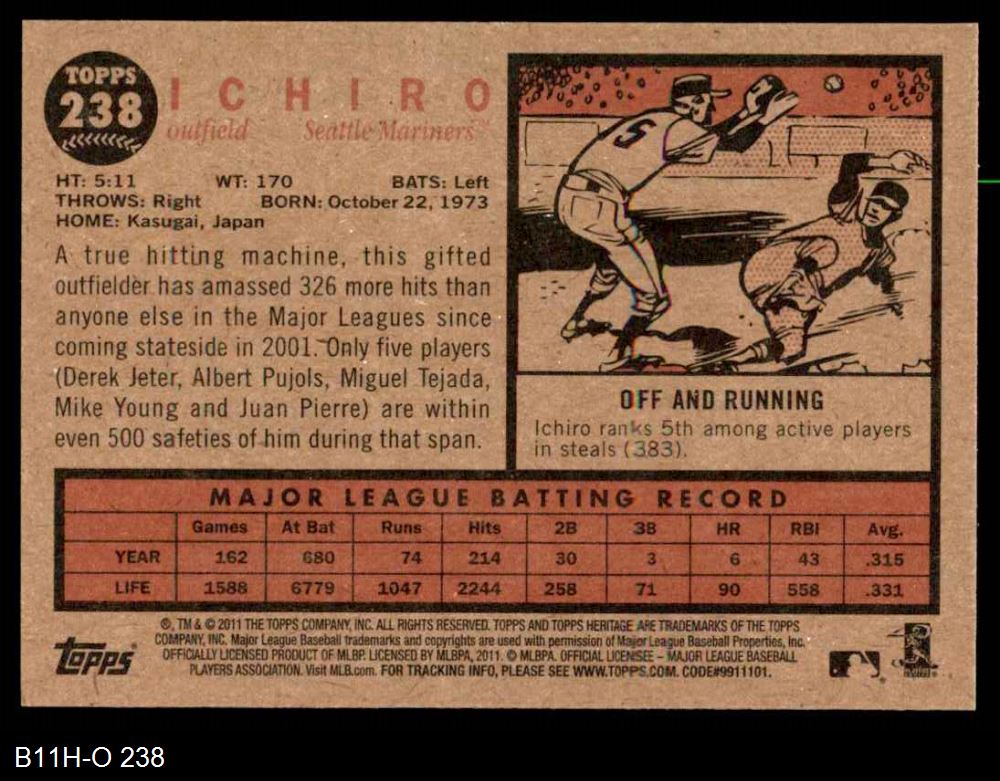 TOPPS
238
ICHIRO
outfield Seattle Mariners™
HT: 5:11 WT: 170 BATS: Left
THROWS: Right BORN: October 22, 1973
HOME: Kasugai, Japan
A true hitting machine, this gifted
outfielder has amassed 326 more hits than
anyone else in the Major Leagues since
coming stateside in 2001. Only five players
(Derek Jeter, Albert Pujols, Miguel Tejada,
Mike Young and Juan Pierre) are within
even 500 safeties of him during that span.
5
OFF AND RUNNING
Ichiro ranks 5th among active players
in steals (383).
MAJOR LEAGUE BATTING RECORD
Games At Bat Runs Hits 2B 3B HR RBI Avg.
YEAR 162 680 74 214 30 3 6 43 .315
LIFE 1588 6779 1047 2244 258 71 90 558 .331
®, TM & © 2011 THE TOPPS COMPANY, INC. ALL RIGHTS RESERVED. TOPPS AND TOPPS HERITAGE ARE TRADEMARKS OF THE TOPPS
COMPANY, INC. Major League Baseball trademarks and copyrights are used with permission of Major League Baseball Properties, Inc.
OFFICIALLY LICENSED PRODUCT OF MLBP. LICENSED BY MLBPA, 2011. © MLBPA. OFFICIAL LICENSEE – MAJOR LEAGUE BASEBALL
PLAYERS ASSOCIATION. Visit MLB.com. FOR TRACKING INFO, PLEASE SEE WWW.TOPPS.COM. CODE#9911101.
topps
B11H-O 238